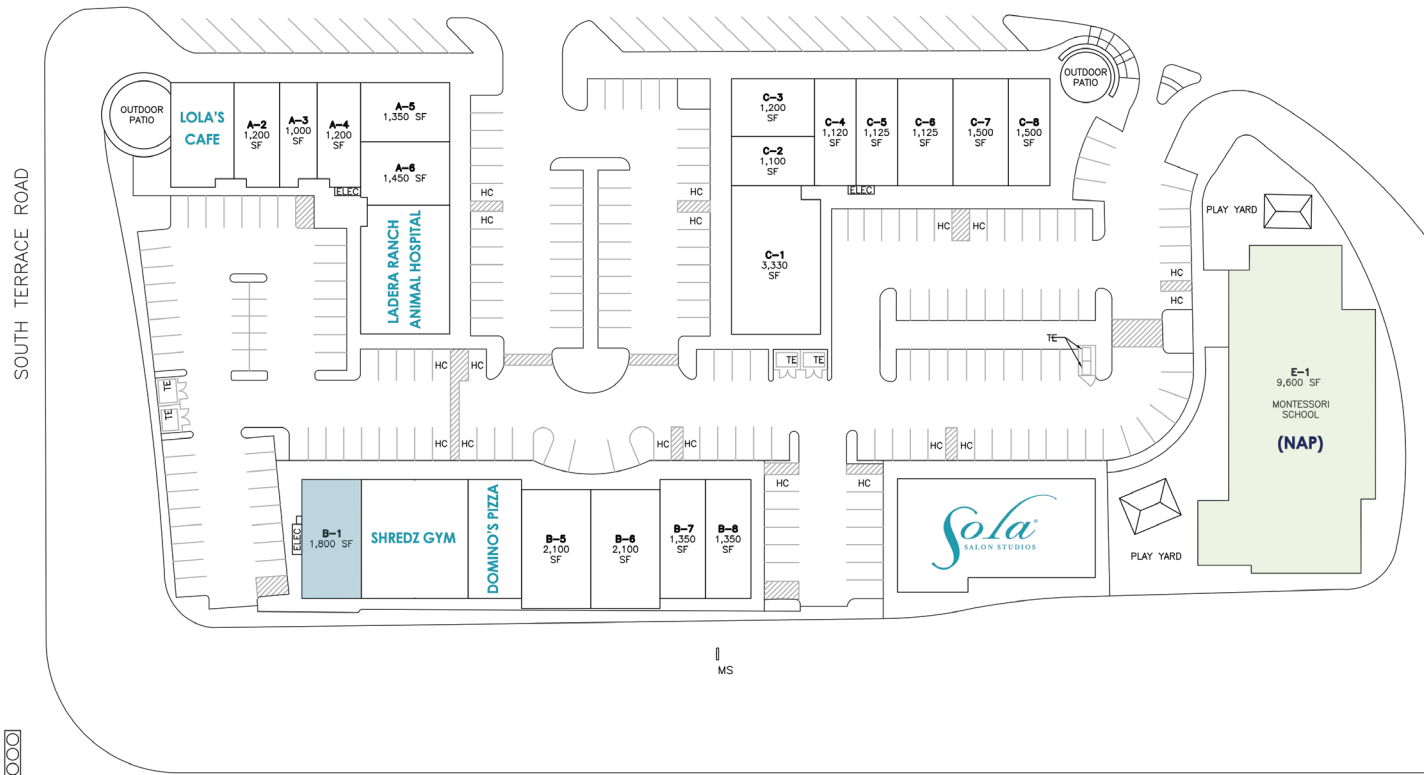 SOUTH TERRACE ROAD
OUTDOOR
PATIO
LOLA'S
CAFE
A-2
1,200
SF
A-3
1,000
SF
A-4
1,200
SF
A-5
1,350 SF
A-6
1,450 SF
ELEC
LADERA RANCH
ANIMAL HOSPITAL
HC
HC
HC
HC
C-3
1,200
SF
C-2
1,100
SF
C-4
1,120
SF
C-5
1,125
SF
C-6
1,125
SF
C-7
1,500
SF
C-8
1,500
SF
ELEC
C-1
3,330
SF
OUTDOOR
PATIO
HC
HC
PLAY YARD
HC
HC
TE
TE
TE
TE
TE
HC
HC
HC
HC
HC
HC
HC
HC
HC
HC
E-1
9,600 SF
MONTESSORI
SCHOOL
(NAP)
ELEC
B-1
1,800 SF
SHREDZ GYM
DOMINO'S PIZZA
B-5
2,100
SF
B-6
2,100
SF
B-7
1,350
SF
B-8
1,350
SF
Sola®
SALON STUDIOS
PLAY YARD
MS